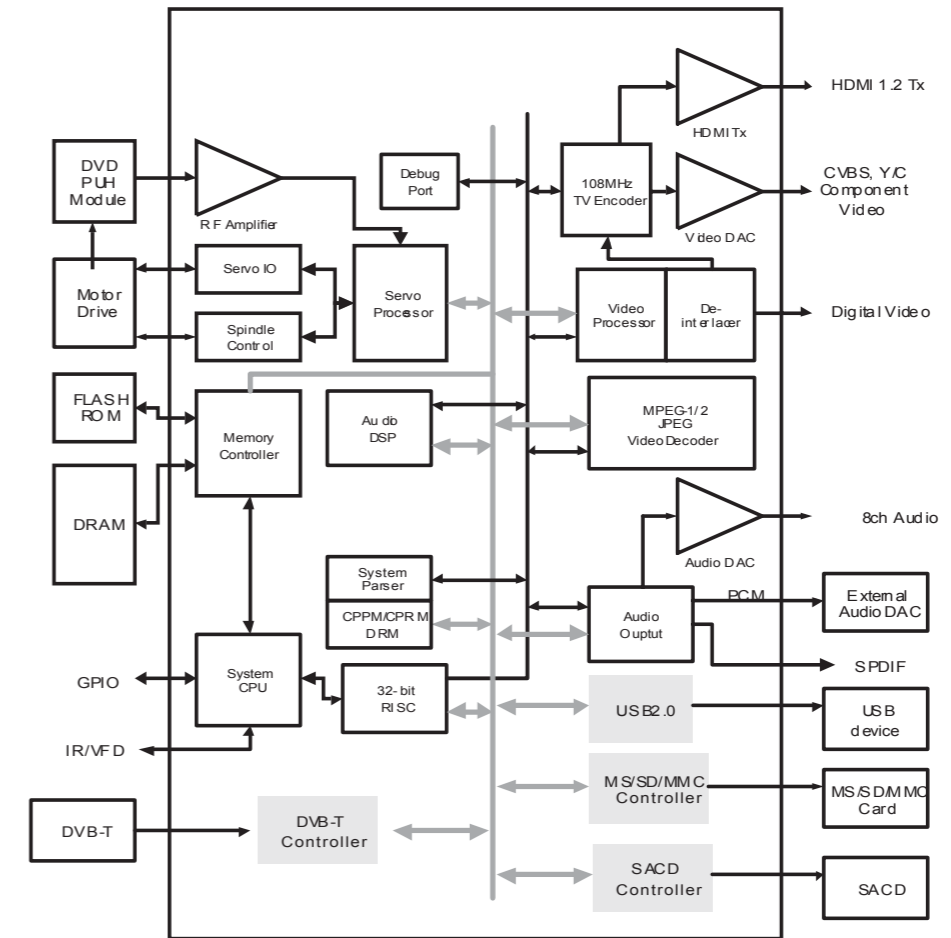 HDMI 1.2 Tx
HDMI Tx
DVD
PUH
Module
RF Amplifier
Debug
Port
108MHz
TV Encoder
Video DAC
CVBS, Y/C
Component
Video
Motor
Drive
Servo IO
Spindle
Control
Servo
Processor
Video
Processor
De-
interlacer
Digital Video
FLASH
ROM
Memory
Controller
Audio
DSP
MPEG-1/2
JPEG
Video Decoder
DRAM
Audio DAC
8ch Audio
System
Parser
CPPM/CPRM
DRM
Audio
Ouptut
PCM
External
Audio DAC
SPDIF
GPIO
System
CPU
32-bit
RISC
USB2.0
USB
device
IR/VFD
MS/SD/MMC
Controller
MS/SD/MMC
Card
DVB-T
DVB-T
Controller
SACD
Controller
SACD